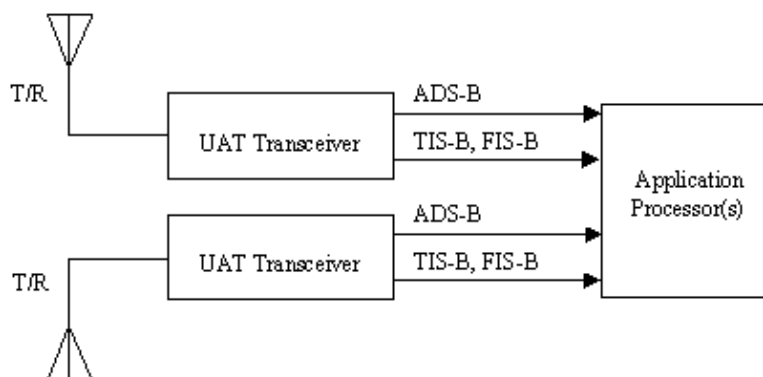 T/R
UAT Transceiver
ADS-B
TIS-B, FIS-B
Application
Processor(s)
T/R
UAT Transceiver
ADS-B
TIS-B, FIS-B